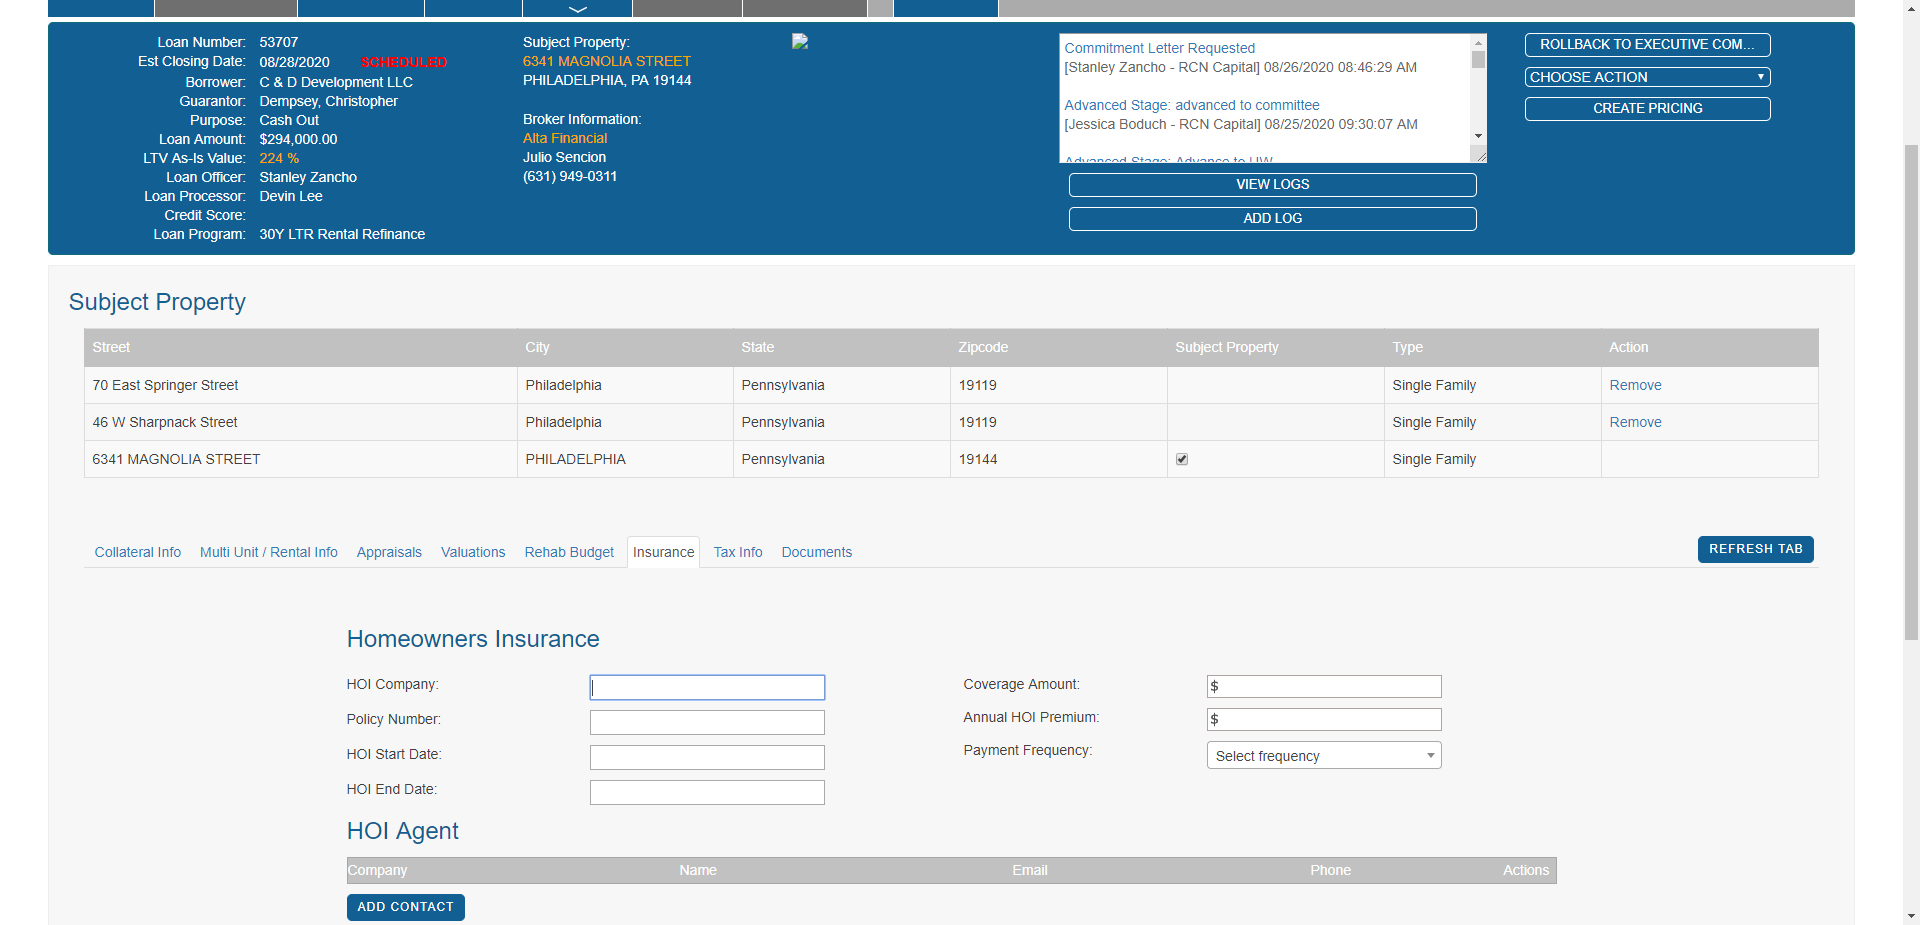 Loan Number: 53707
Est Closing Date: 08/28/2020 SCHEDULED
Borrower: C & D Development LLC
Guarantor: Dempsey, Christopher
Purpose: Cash Out
Loan Amount: $294,000.00
LTV As-Is Value: 224 %
Loan Officer: Stanley Zancho
Loan Processor: Devin Lee
Credit Score:
Loan Program: 30Y LTR Rental Refinance
Subject Property:
6341 MAGNOLIA STREET
PHILADELPHIA, PA 19144
Broker Information:
Alta Financial
Julio Sencion
(631) 949-0311
Commitment Letter Requested
[Stanley Zancho - RCN Capital] 08/26/2020 08:46:29 AM
Advanced Stage: advanced to committee
[Jessica Boduch - RCN Capital] 08/25/2020 09:30:07 AM
Advanced Stage: Advance to UW
VIEW LOGS
ADD LOG
ROLLBACK TO EXECUTIVE COM...
CHOOSE ACTION
CREATE PRICING
Subject Property
Street City State Zipcode Subject Property Type Action
70 East Springer Street Philadelphia Pennsylvania 19119 Single Family Remove
46 W Sharpnack Street Philadelphia Pennsylvania 19119 Single Family Remove
6341 MAGNOLIA STREET PHILADELPHIA Pennsylvania 19144 Single Family
Collateral Info Multi Unit / Rental Info Appraisals Valuations Rehab Budget Insurance Tax Info Documents REFRESH TAB
Homeowners Insurance
HOI Company:
Policy Number:
HOI Start Date:
HOI End Date:
Coverage Amount: $
Annual HOI Premium: $
Payment Frequency: Select frequency
HOI Agent
Company Name Email Phone Actions
ADD CONTACT